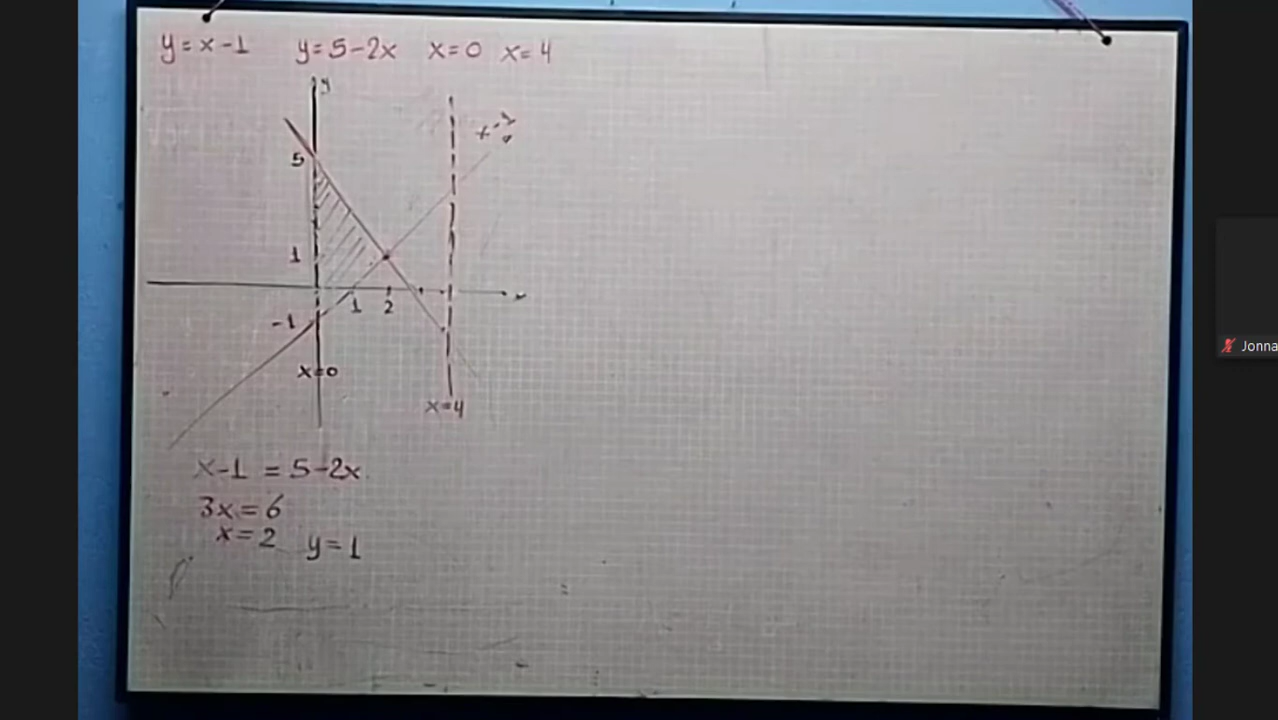 y=x-1 y=5-2x x=0 x=4
y
x-1
5
1
1 2
-1
x=0
x=4
x-1 = 5-2x
3x=6
x=2 y=1
Jonna